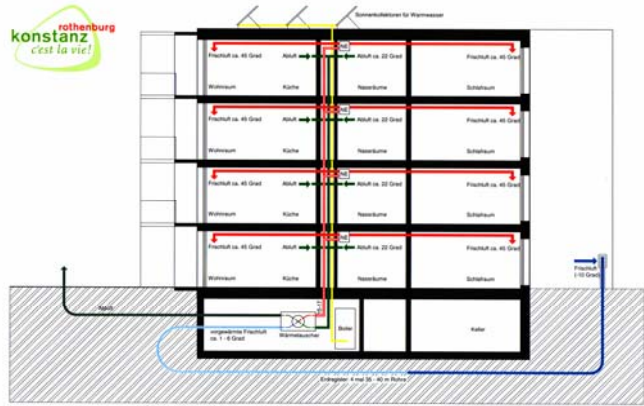 rothenburg
konstanz
c'est la vie!
Sonnenkollektoren für Warmwasser
NE
Frischluft ca. 45 Grad
Abluft
Abluft ca. 22 Grad
Frischluft ca. 45 Grad
Wohnraum
Küche
Nassräume
Schlafraum
NE
Frischluft ca. 45 Grad
Abluft
Abluft ca. 22 Grad
Frischluft ca. 45 Grad
Wohnraum
Küche
Nassräume
Schlafraum
NE
Frischluft ca. 45 Grad
Abluft
Abluft ca. 22 Grad
Frischluft ca. 45 Grad
Wohnraum
Küche
Nassräume
Schlafraum
NE
Frischluft ca. 45 Grad
Abluft
Abluft ca. 22 Grad
Frischluft ca. 45 Grad
Wohnraum
Küche
Nassräume
Schlafraum
Frischluft
(-10 Grad)
Abluft
vorgewärmte Frischluft
ca. 1 - 6 Grad
Wärmetauscher
Boiler
Keller
Erdregister: 4 mal 35 - 40 m Rohre